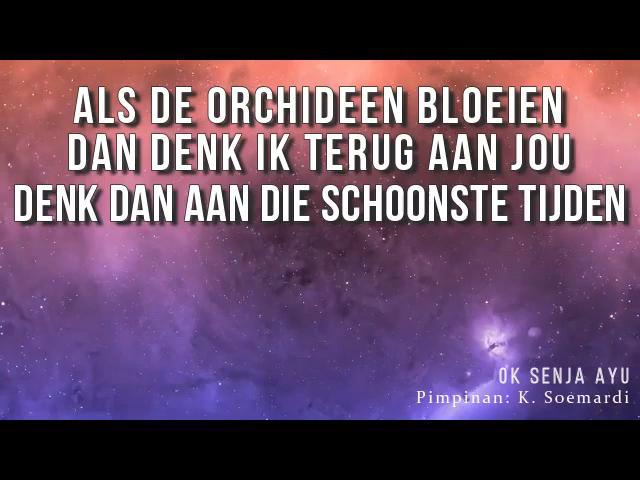 ALS DE ORCHIDEEN BLOEIEN
DAN DENK IK TERUG AAN JOU
DENK DAN AAN DIE SCHOONSTE TIJDEN
OK SENJA AYU
Pimpinan: K. Soemardi